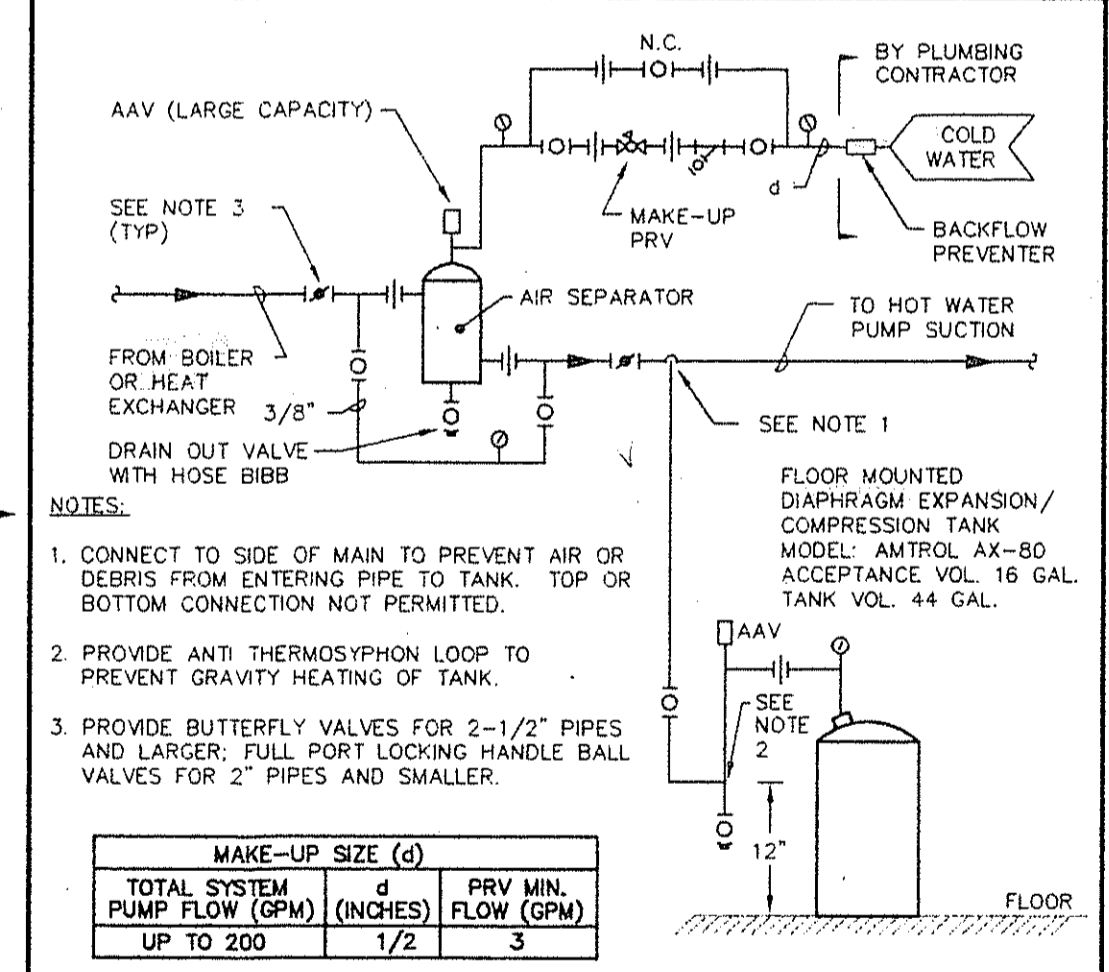 N.C.
BY PLUMBING
CONTRACTOR
AAV (LARGE CAPACITY)
COLD
WATER
d
SEE NOTE 3
(TYP)
MAKE-UP
PRV
BACKFLOW
PREVENTER
AIR SEPARATOR
TO HOT WATER
PUMP SUCTION
FROM BOILER
OR HEAT
EXCHANGER
3/8"
SEE NOTE 1
DRAIN OUT VALVE
WITH HOSE BIBB
FLOOR MOUNTED
DIAPHRAGM EXPANSION/
COMPRESSION TANK
MODEL: AMTROL AX-80
ACCEPTANCE VOL. 16 GAL.
TANK VOL. 44 GAL.
NOTES:
1. CONNECT TO SIDE OF MAIN TO PREVENT AIR OR
DEBRIS FROM ENTERING PIPE TO TANK. TOP OR
BOTTOM CONNECTION NOT PERMITTED.
2. PROVIDE ANTI THERMOSYPHON LOOP TO
PREVENT GRAVITY HEATING OF TANK.
3. PROVIDE BUTTERFLY VALVES FOR 2-1/2" PIPES
AND LARGER; FULL PORT LOCKING HANDLE BALL
VALVES FOR 2" PIPES AND SMALLER.
AAV
SEE
NOTE
2
12"
FLOOR
MAKE-UP SIZE (d)
TOTAL SYSTEM
PUMP FLOW (GPM)
d
(INCHES)
PRV MIN.
FLOW (GPM)
UP TO 200
1/2
3